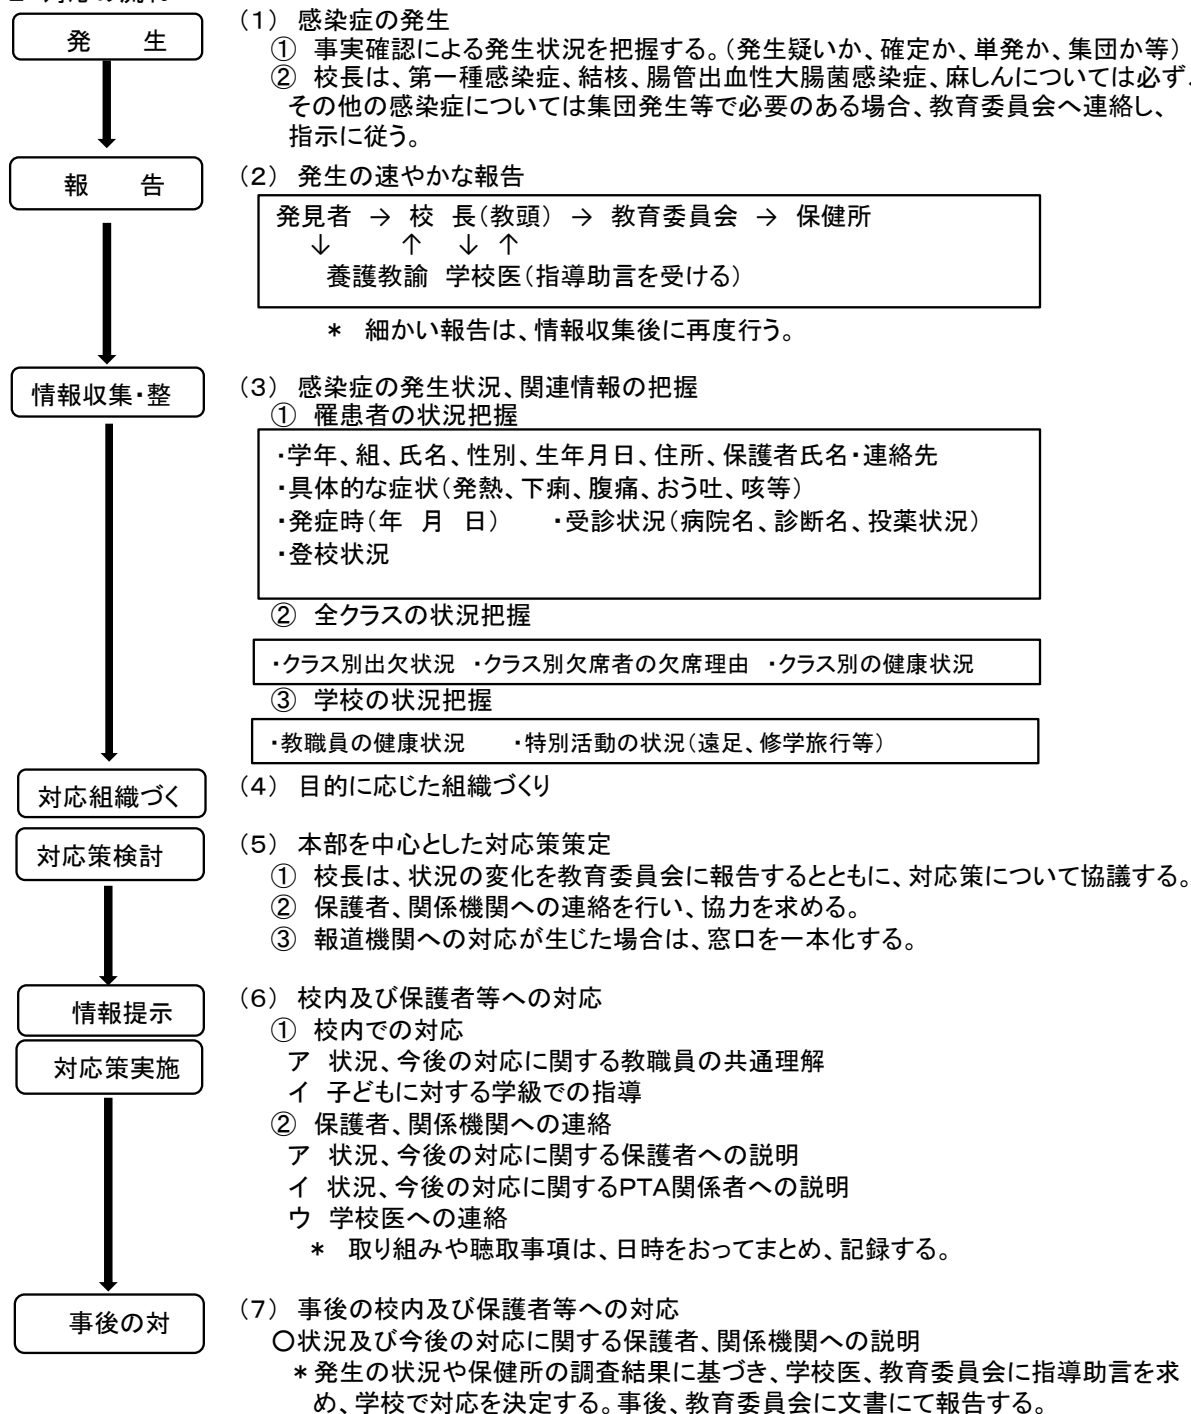 発　生
（1） 感染症の発生
① 事実確認による発生状況を把握する。（発生疑いか、確定か、単発か、集団か等）
② 校長は、第一種感染症、結核、腸管出血性大腸菌感染症、麻しんについては必ず、
その他の感染症については集団発生等で必要のある場合、教育委員会へ連絡し、
指示に従う。
報　告
（2） 発生の速やかな報告
発見者 → 校 長（教頭） → 教育委員会 → 保健所
↓ ↑ ↓ ↑
養護教諭 学校医（指導助言を受ける）
＊ 細かい報告は、情報収集後に再度行う。
情報収集・整
（3） 感染症の発生状況、関連情報の把握
① 罹患者の状況把握
・学年、組、氏名、性別、生年月日、住所、保護者氏名・連絡先
・具体的な症状（発熱、下痢、腹痛、おう吐、咳等）
・発症時（年 月 日） ・受診状況（病院名、診断名、投薬状況）
・登校状況
② 全クラスの状況把握
・クラス別出欠状況 ・クラス別欠席者の欠席理由 ・クラス別の健康状況
③ 学校の状況把握
・教職員の健康状況 ・特別活動の状況（遠足、修学旅行等）
対応組織づく
（4） 目的に応じた組織づくり
対応策検討
（5） 本部を中心とした対応策策定
① 校長は、状況の変化を教育委員会に報告するとともに、対応策について協議する。
② 保護者、関係機関への連絡を行い、協力を求める。
③ 報道機関への対応が生じた場合は、窓口を一本化する。
情報提示
（6） 校内及び保護者等への対応
① 校内での対応
対応策実施
ア 状況、今後の対応に関する教職員の共通理解
イ 子どもに対する学級での指導
② 保護者、関係機関への連絡
ア 状況、今後の対応に関する保護者への説明
イ 状況、今後の対応に関するPTA関係者への説明
ウ 学校医への連絡
＊ 取り組みや聴取事項は、日時をおってまとめ、記録する。
事後の対
（7） 事後の校内及び保護者等への対応
○状況及び今後の対応に関する保護者、関係機関への説明
＊発生の状況や保健所の調査結果に基づき、学校医、教育委員会に指導助言を求
め、学校で対応を決定する。事後、教育委員会に文書にて報告する。